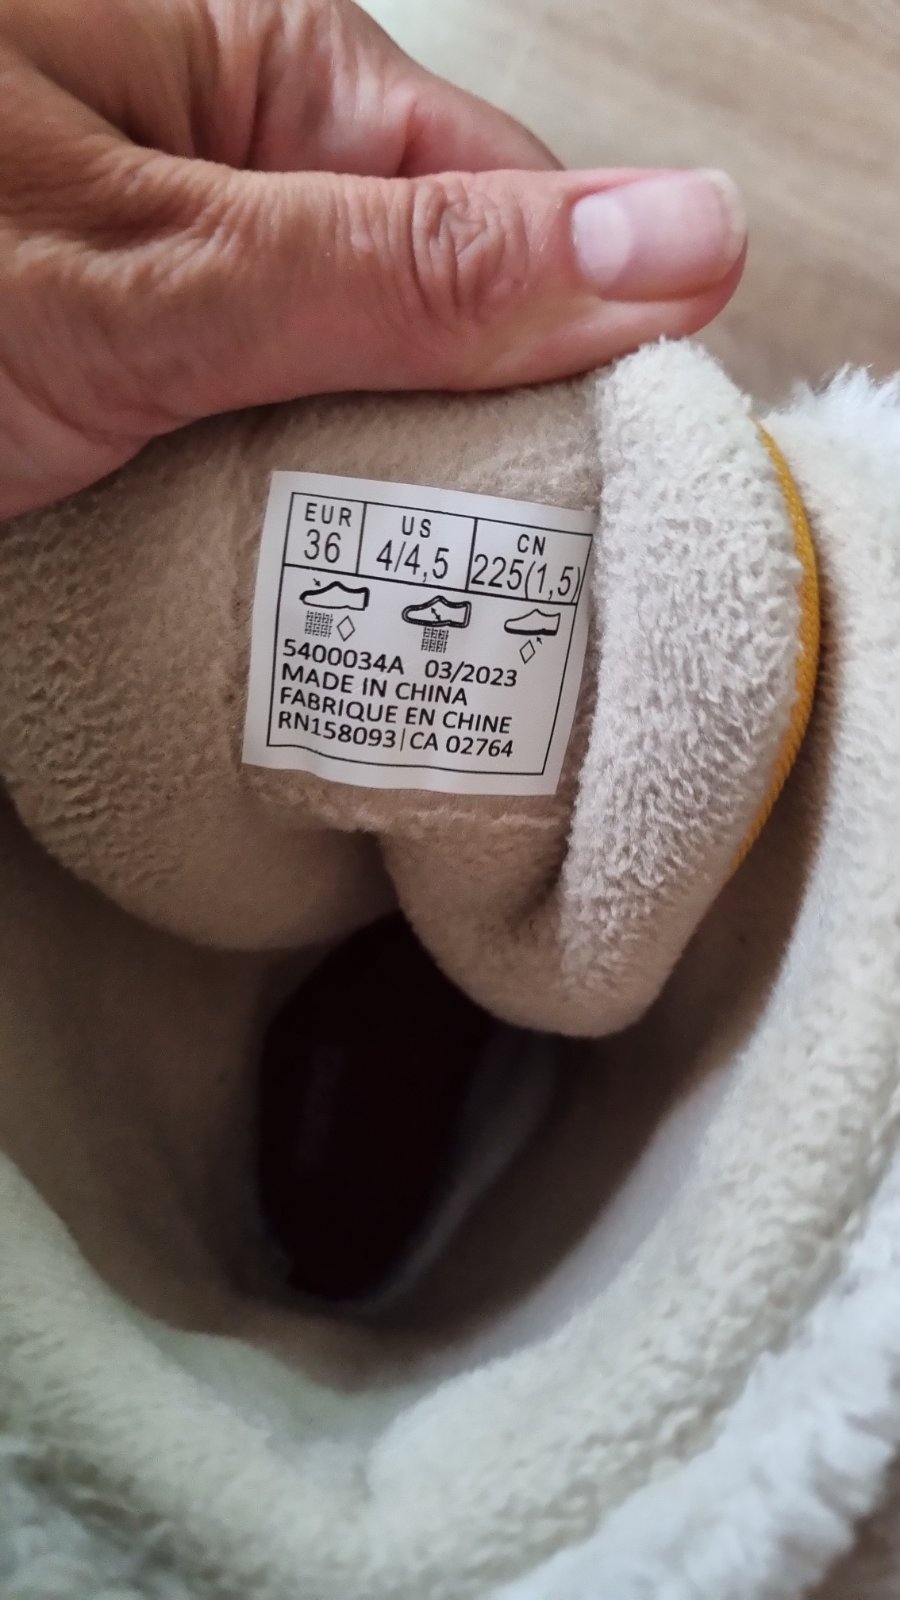 EUR US CN
36 4/4,5 225(1,5)
5400034A 03/2023
MADE IN CHINA
FABRIQUE EN CHINE
RN158093|CA 02764